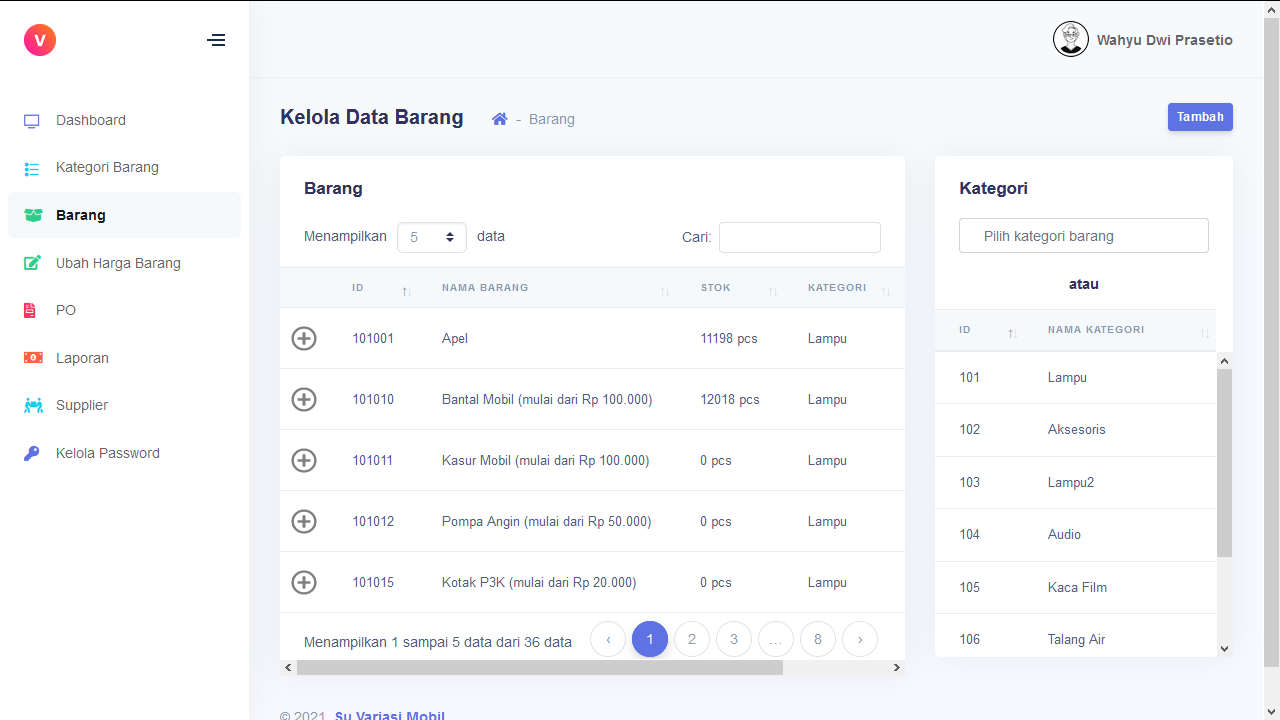 V
Wahyu Dwi Prasetio
Dashboard
Kategori Barang
Barang
Ubah Harga Barang
PO
Laporan
Supplier
Kelola Password
Kelola Data Barang - Barang
Tambah
Barang
Menampilkan 5 data
Cari:
ID NAMA BARANG STOK KATEGORI
101001 Apel 11198 pcs Lampu
101010 Bantal Mobil (mulai dari Rp 100.000) 12018 pcs Lampu
101011 Kasur Mobil (mulai dari Rp 100.000) 0 pcs Lampu
101012 Pompa Angin (mulai dari Rp 50.000) 0 pcs Lampu
101015 Kotak P3K (mulai dari Rp 20.000) 0 pcs Lampu
Menampilkan 1 sampai 5 data dari 36 data ‹ 1 2 3 … 8 ›
Kategori
Pilih kategori barang
atau
ID NAMA KATEGORI
101 Lampu
102 Aksesoris
103 Lampu2
104 Audio
105 Kaca Film
106 Talang Air
© 2021 Su Variasi Mobil